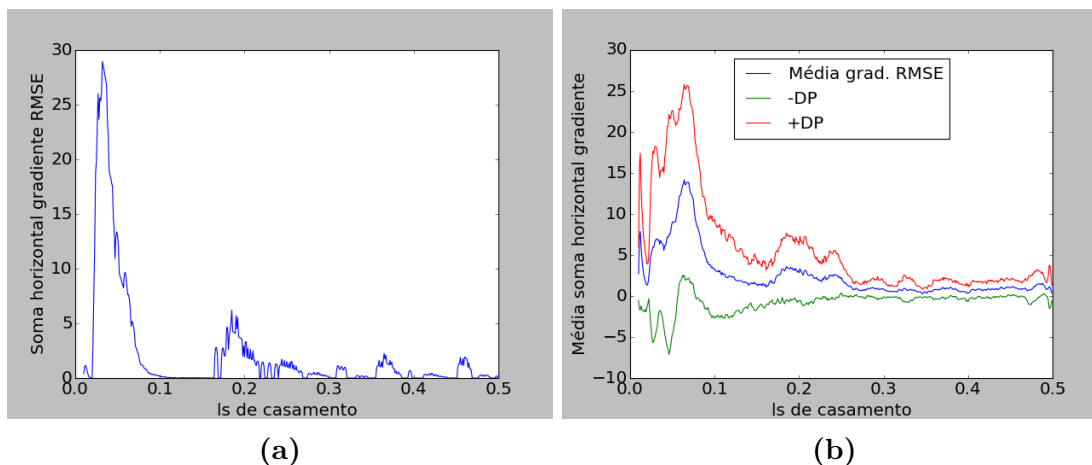 Soma horizontal gradiente RMSE
30
25
20
15
10
5
0
0.0 0.1 0.2 0.3 0.4 0.5
ls de casamento
(a)
Média soma horizontal gradiente
30
25
20
15
10
5
0
−5
−10
Média grad. RMSE
-DP
+DP
0.0 0.1 0.2 0.3 0.4 0.5
ls de casamento
(b)